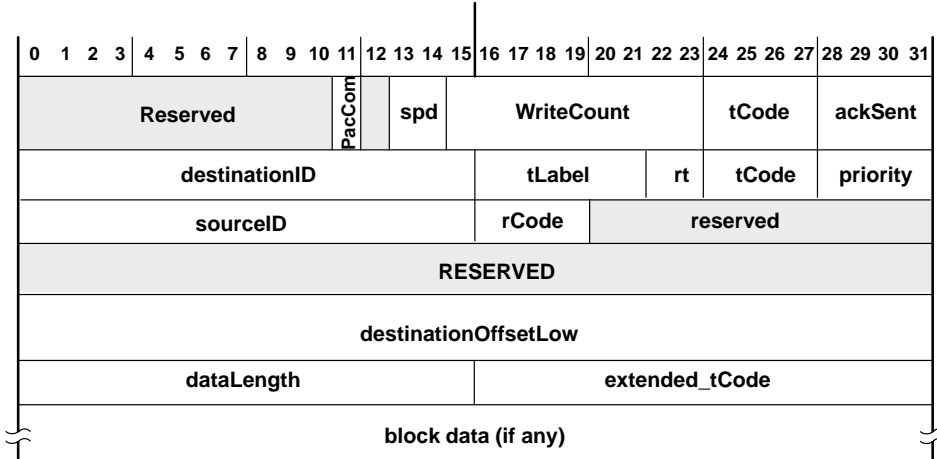 0 1 2 3 4 5 6 7 8 9 10 11 12 13 14 15 16 17 18 19 20 21 22 23 24 25 26 27 28 29 30 31
Reserved PacCom spd WriteCount tCode ackSent
destinationID tLabel rt tCode priority
sourceID rCode reserved
RESERVED
destinationOffsetLow
dataLength extended_tCode
block data (if any)